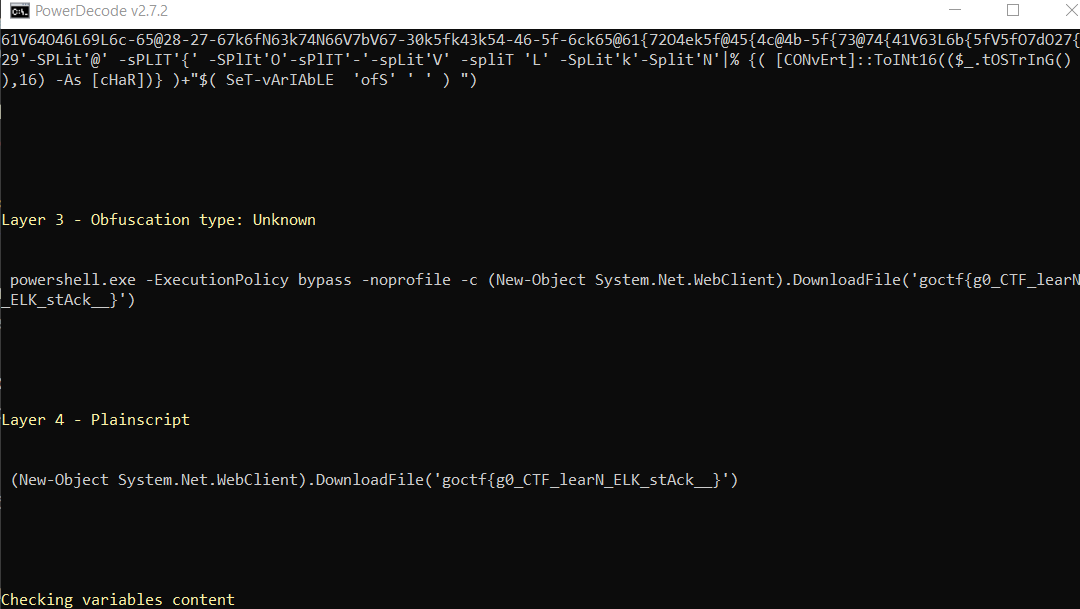 PowerDecode v2.7.2
61V64O46L69L6c-65@28-27-67k6fN63k74N66V7bV67-30k5fk43k54-46-5f-6ck65@61{72O4ek5f@45{4c@4b-5f{73@74{41V63L6b{5fV5fO7dO27{
29'-SPLit'@' -sPLIT'{' -SPlIt'O'-sPlIT'-'-spLit'V' -spliT 'L' -SpLit'k'-Split'N'|% {( [CONvErt]::ToINt16(($_.tOSTrInG()
),16) -As [cHaR])} )+"$( SeT-vArIAbLE  'ofS' ' ' ) ")
Layer 3 - Obfuscation type: Unknown
powershell.exe -ExecutionPolicy bypass -noprofile -c (New-Object System.Net.WebClient).DownloadFile('goctf{g0_CTF_learN
_ELK_stAck__}')
Layer 4 - Plainscript
(New-Object System.Net.WebClient).DownloadFile('goctf{g0_CTF_learN_ELK_stAck__}')
Checking variables content